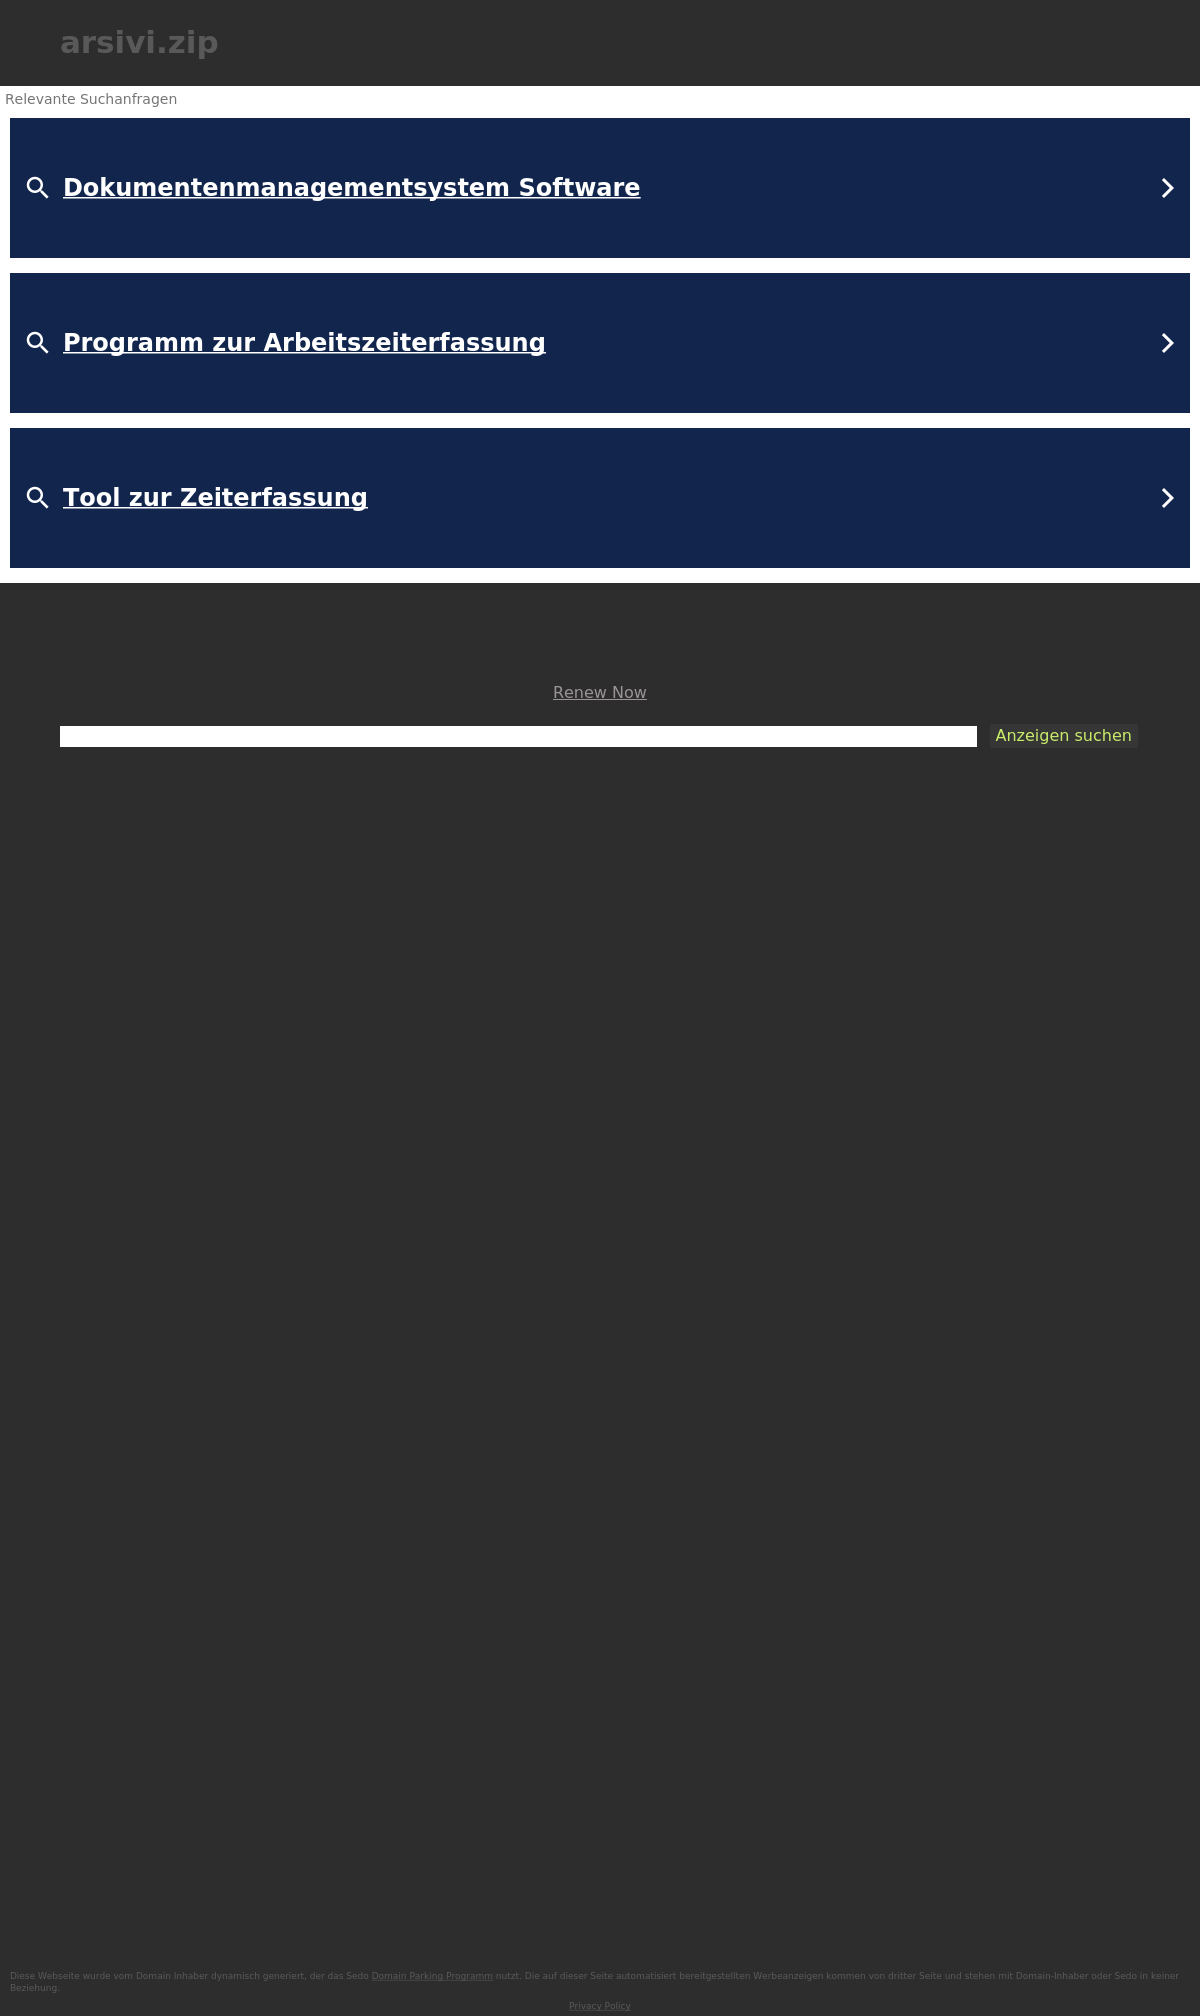 arsivi.zip
Relevante Suchanfragen
Dokumentenmanagementsystem Software
Programm zur Arbeitszeiterfassung
Tool zur Zeiterfassung
Renew Now
Anzeigen suchen
Diese Webseite wurde vom Domain Inhaber dynamisch generiert, der das Sedo Domain Parking Programm nutzt. Die auf dieser Seite automatisiert bereitgestellten Werbeanzeigen kommen von dritter Seite und stehen mit Domain-Inhaber oder Sedo in keiner
Beziehung.
Privacy Policy